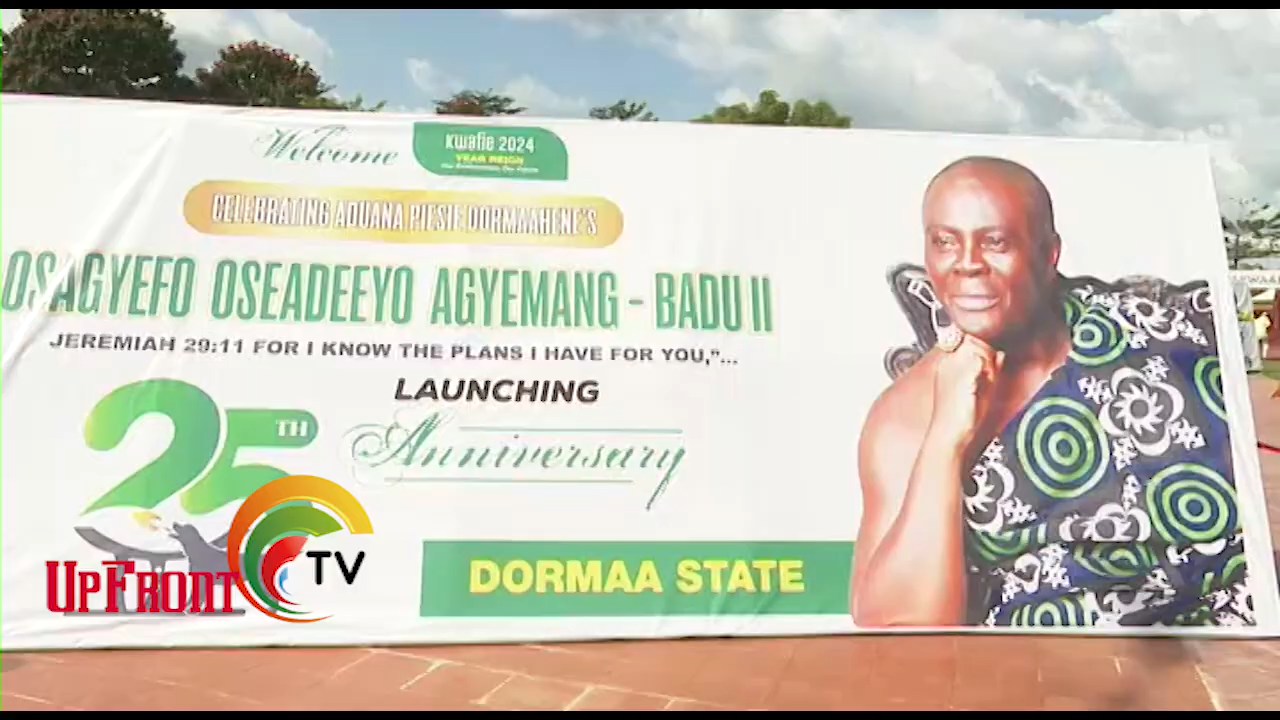 Welcome
Kwafie 2024
YEAR REIGN
CELEBRATING ADUANA PIESIE DORMAAHENE'S
OSAGYEFO OSEADEEYO AGYEMANG - BADU II
JEREMIAH 29:11 FOR I KNOW THE PLANS I HAVE FOR YOU,"...
LAUNCHING
25TH
Anniversary
DORMAA STATE
UPFRONT
TV